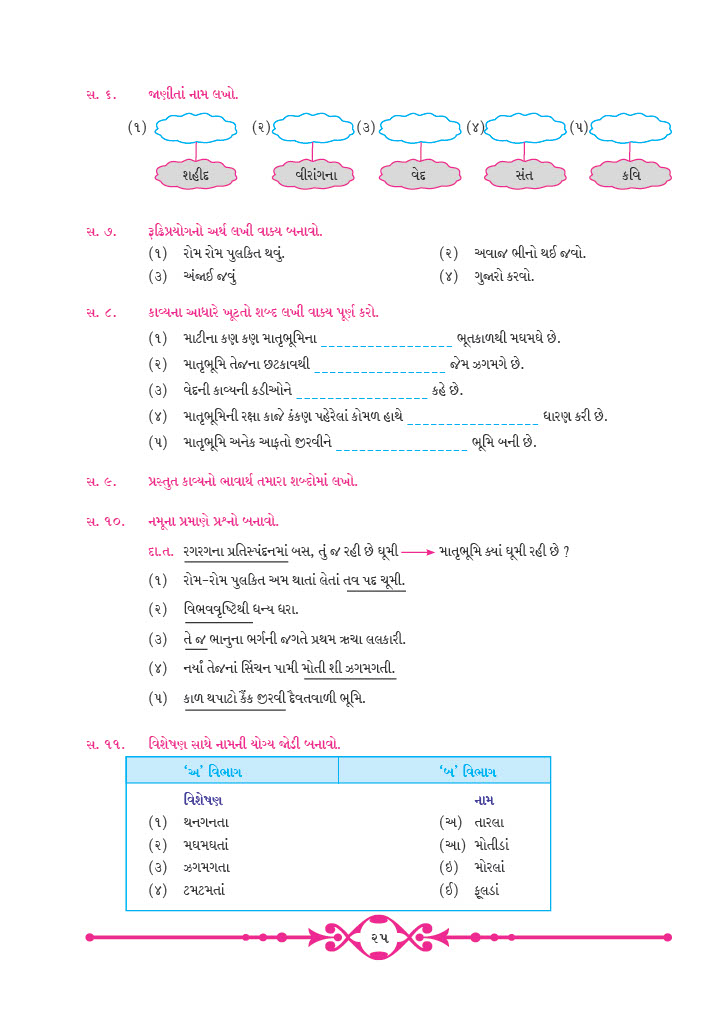 સ. ૬. જાણીતાં નામ લખો.
(૧) (૨) (૩) (૪) (૫)
શહીદ વીરાંગના વેદ સંત કવિ
સ. ૭. રૂઢિપ્રયોગનો અર્થ લખી વાક્ય બનાવો.
(૧) રોમ રોમ પુલકિત થવું. (૨) અવાજ ભીનો થઈ જવો.
(૩) અંજાઈ જવું (૪) ગુજારો કરવો.
સ. ૮. કાવ્યના આધારે ખૂટતો શબ્દ લખી વાક્ય પૂર્ણ કરો.
(૧) માટીના કણ કણ માતૃભૂમિના _ _ _ _ _ _ _ _ _ _ ભૂતકાળથી મઘમઘે છે.
(૨) માતૃભૂમિ તેજના છટકાવથી _ _ _ _ _ _ _ _ _ _ જેમ ઝગમગે છે.
(૩) વેદની કાવ્યની કડીઓને _ _ _ _ _ _ _ _ _ _ કહે છે.
(૪) માતૃભૂમિની રક્ષા કાજે કંકણ પહેરેલાં કોમળ હાથે _ _ _ _ _ _ _ _ _ _ ધારણ કરી છે.
(૫) માતૃભૂમિ અનેક આફતો જીરવીને _ _ _ _ _ _ _ _ _ _ ભૂમિ બની છે.
સ. ૯. પ્રસ્તુત કાવ્યનો ભાવાર્થ તમારા શબ્દોમાં લખો.
સ. ૧૦. નમૂના પ્રમાણે પ્રશ્નો બનાવો.
દા.ત. રગરગના પ્રતિસ્પંદનમાં બસ, તું જ રહી છે ઘૂમી → માતૃભૂમિ ક્યાં ઘૂમી રહી છે ?
(૧) રોમ-રોમ પુલકિત અમ થાતાં લેતાં તવ પદ ચૂમી.
(૨) વિભવવૃષ્ટિથી ધન્ય ધરા.
(૩) તે જ ભાનુના ભર્ગની જગતે પ્રથમ ઋચા લલકારી.
(૪) નર્યાં તેજનાં સિંચન પામી મોતી શી ઝગમગતી.
(૫) કાળ થપાટો કૈંક જીરવી દૈવતવાળી ભૂમિ.
સ. ૧૧. વિશેષણ સાથે નામની યોગ્ય જોડી બનાવો.
‘અ’ વિભાગ ‘બ’ વિભાગ
વિશેષણ નામ
(૧) થનગનતા (અ) તારલા
(૨) મઘમઘતાં (આ) મોતીડાં
(૩) ઝગમગતા (ઇ) મોરલાં
(૪) ટમટમતાં (ઈ) ફૂલડાં
૨૫